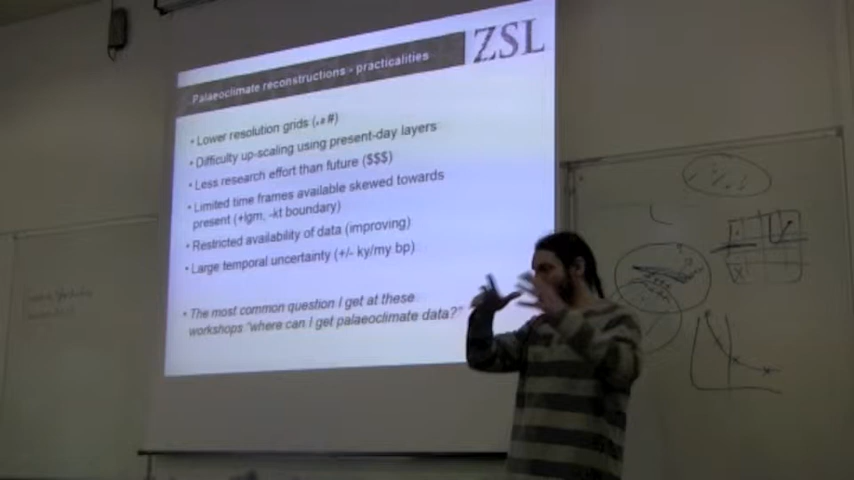 ZSL
Palaeoclimate reconstructions - practicalities
• Lower resolution grids
• Difficulty up-scaling using present-day layers
• Less research effort than future ($$$)
• Limited time frames available skewed towards
present (+lgm, -kt boundary)
• Restricted availability of data (improving)
• Large temporal uncertainty (+/- ky/my bp)
• The most common question I get at these
workshops "where can I get palaeoclimate data?"